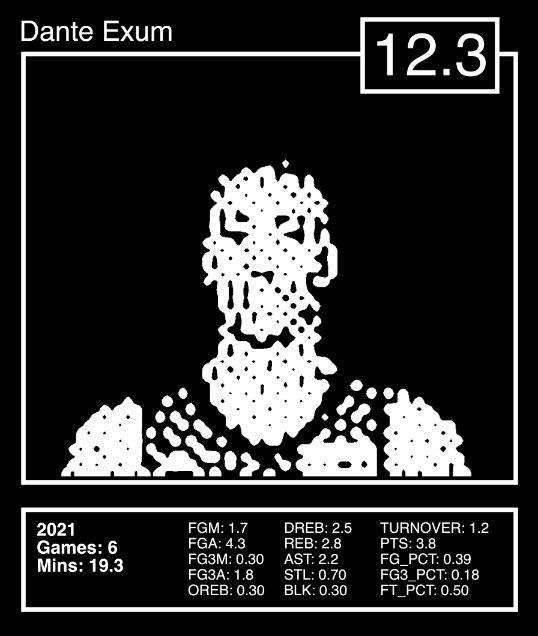 Dante Exum
12.3
2021
Games: 6
Mins: 19.3
FGM: 1.7
FGA: 4.3
FG3M: 0.30
FG3A: 1.8
OREB: 0.30
DREB: 2.5
REB: 2.8
AST: 2.2
STL: 0.70
BLK: 0.30
TURNOVER: 1.2
PTS: 3.8
FG_PCT: 0.39
FG3_PCT: 0.18
FT_PCT: 0.50